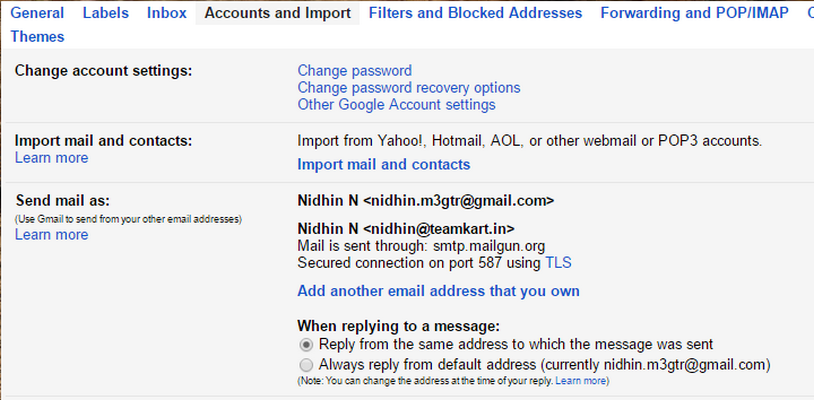 General Labels Inbox Accounts and Import Filters and Blocked Addresses Forwarding and POP/IMAP
Themes
Change account settings: Change password
Change password recovery options
Other Google Account settings
Import mail and contacts: Import from Yahoo!, Hotmail, AOL, or other webmail or POP3 accounts.
Learn more
Import mail and contacts
Send mail as: Nidhin N <nidhin.m3gtr@gmail.com>
(Use Gmail to send from your other email addresses)
Learn more
Nidhin N <nidhin@teamkart.in>
Mail is sent through: smtp.mailgun.org
Secured connection on port 587 using TLS
Add another email address that you own
When replying to a message:
Reply from the same address to which the message was sent
Always reply from default address (currently nidhin.m3gtr@gmail.com)
(Note: You can change the address at the time of your reply. Learn more)